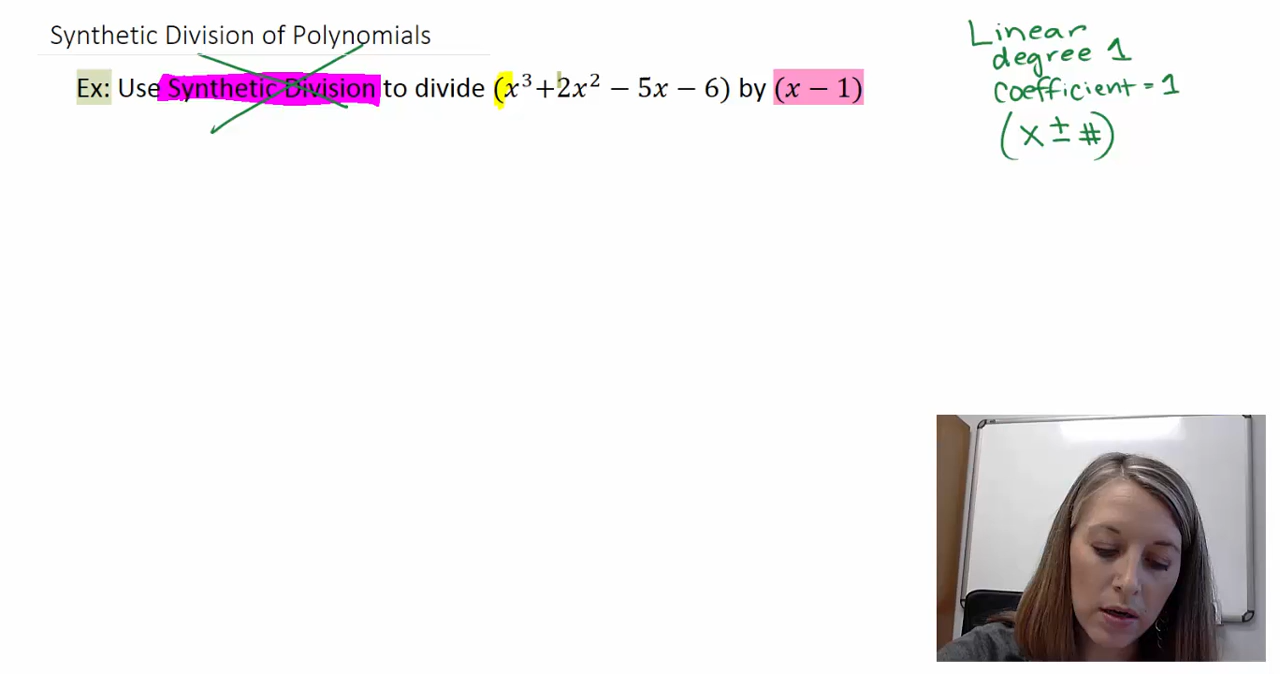 Synthetic Division of Polynomials
Ex: Use Synthetic Division to divide (x³+2x² − 5x − 6) by (x − 1)
Linear
degree 1
coefficient = 1
(x ± #)